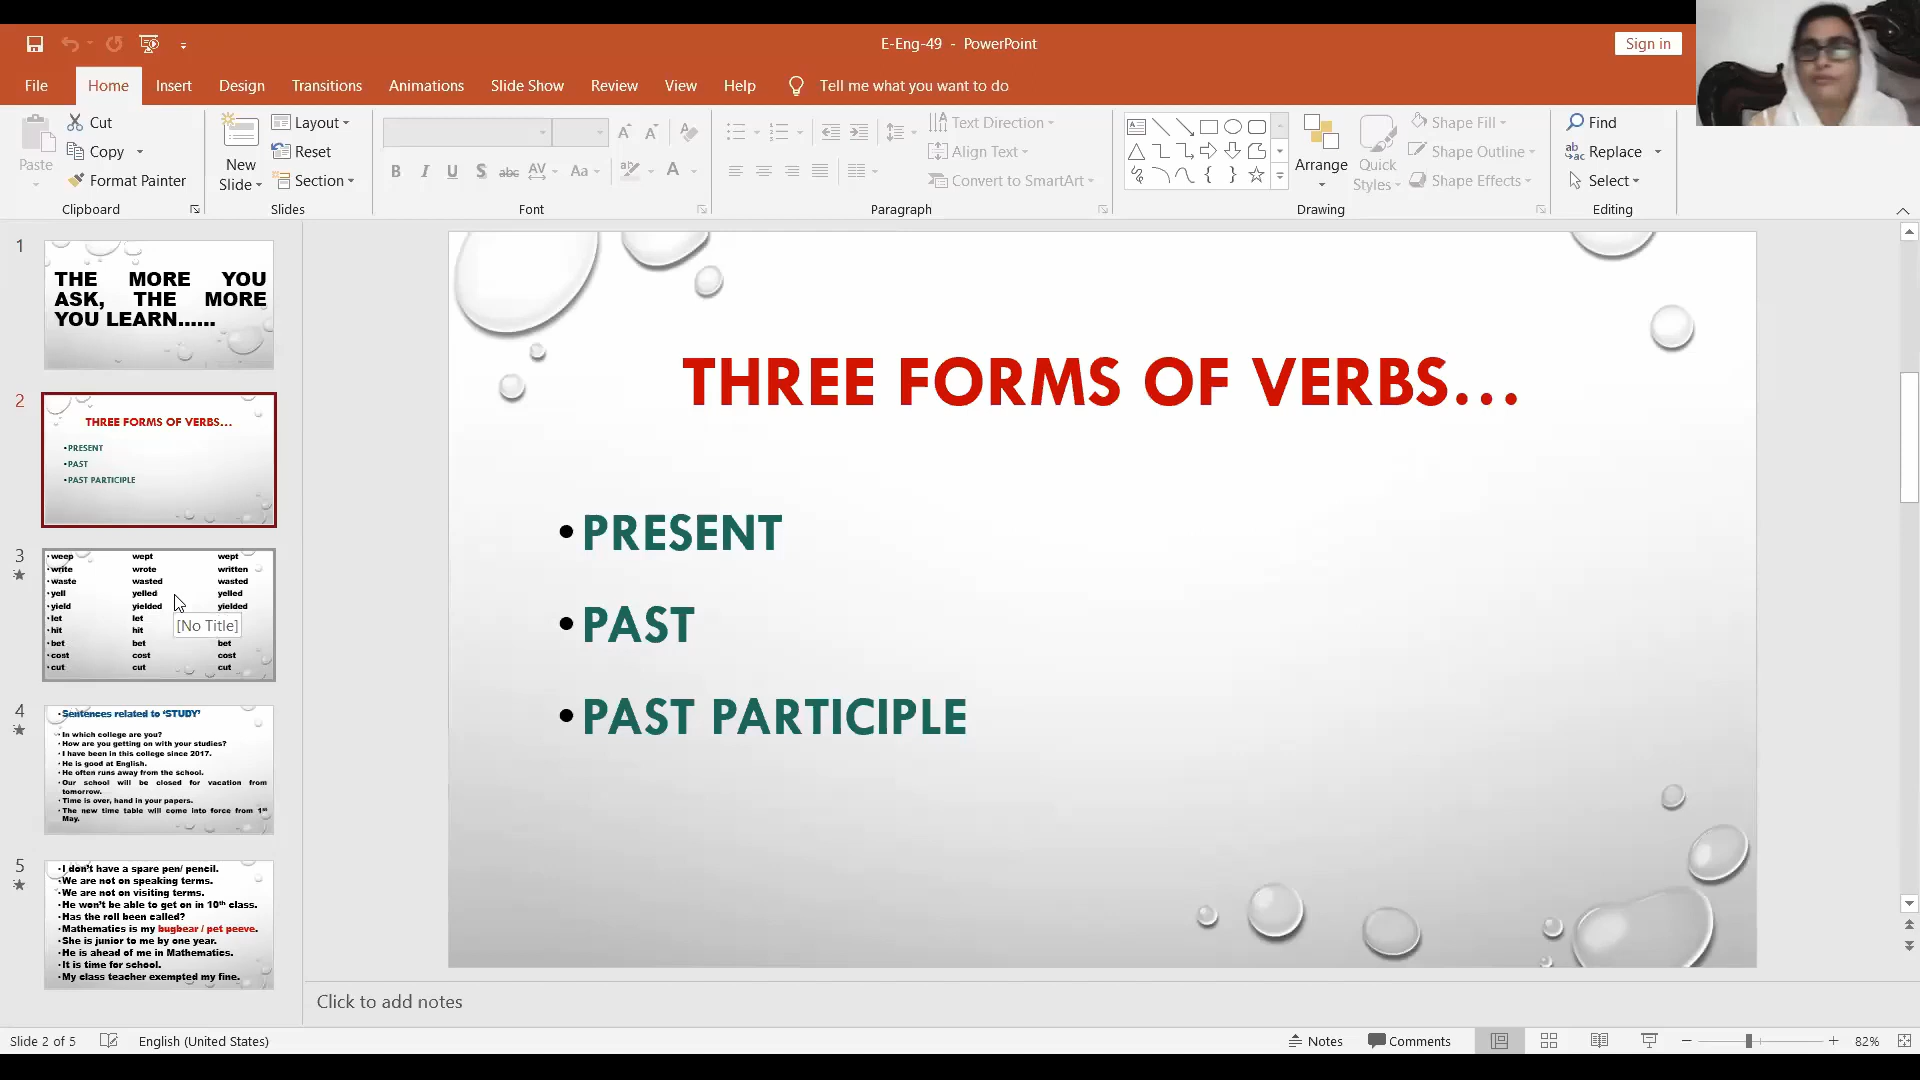 E-Eng-49 - PowerPoint
Sign in
File Home Insert Design Transitions Animations Slide Show Review View Help Tell me what you want to do
Paste
Cut
Copy
Format Painter
Clipboard
New Slide
Layout
Reset
Section
Slides
B I U S abc AV Aa A
Font
Text Direction
Align Text
Convert to SmartArt
Paragraph
Arrange
Quick Styles
Shape Fill
Shape Outline
Shape Effects
Drawing
Find
Replace
Select
Editing
1
THE MORE YOU
ASK, THE MORE
YOU LEARN......
2
THREE FORMS OF VERBS...
•PRESENT
•PAST
•PAST PARTICIPLE
3
•weep wept wept
•write wrote written
•waste wasted wasted
•yell yelled yelled
•yield yielded yielded
•let let
•hit hit
•bet bet bet
•cost cost cost
•cut cut cut
[No Title]
4
•Sentences related to ‘STUDY’
•In which college are you?
•How are you getting on with your studies?
•I have been in this college since 2017.
•He is good at English.
•He often runs away from the school.
•Our school will be closed for vacation from
tomorrow.
•Time is over, hand in your papers.
•The new time table will come into force from 1st
May.
5
•I don’t have a spare pen/ pencil.
•We are not on speaking terms.
•We are not on visiting terms.
•He won’t be able to get on in 10th class.
•Has the roll been called?
•Mathematics is my bugbear / pet peeve.
•She is junior to me by one year.
•He is ahead of me in Mathematics.
•It is time for school.
•My class teacher exempted my fine.
THREE FORMS OF VERBS...
•PRESENT
•PAST
•PAST PARTICIPLE
Click to add notes
Slide 2 of 5 English (United States) Notes Comments 82%